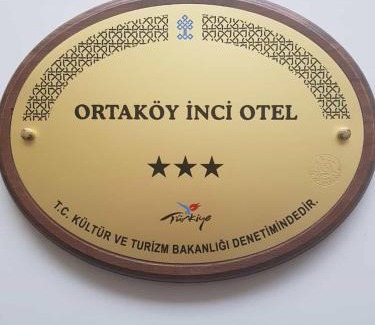 ORTAKÖY İNCİ OTEL
Türkiye
T.C. KÜLTÜR VE TURİZM BAKANLIĞI DENETİMİNDEDİR.